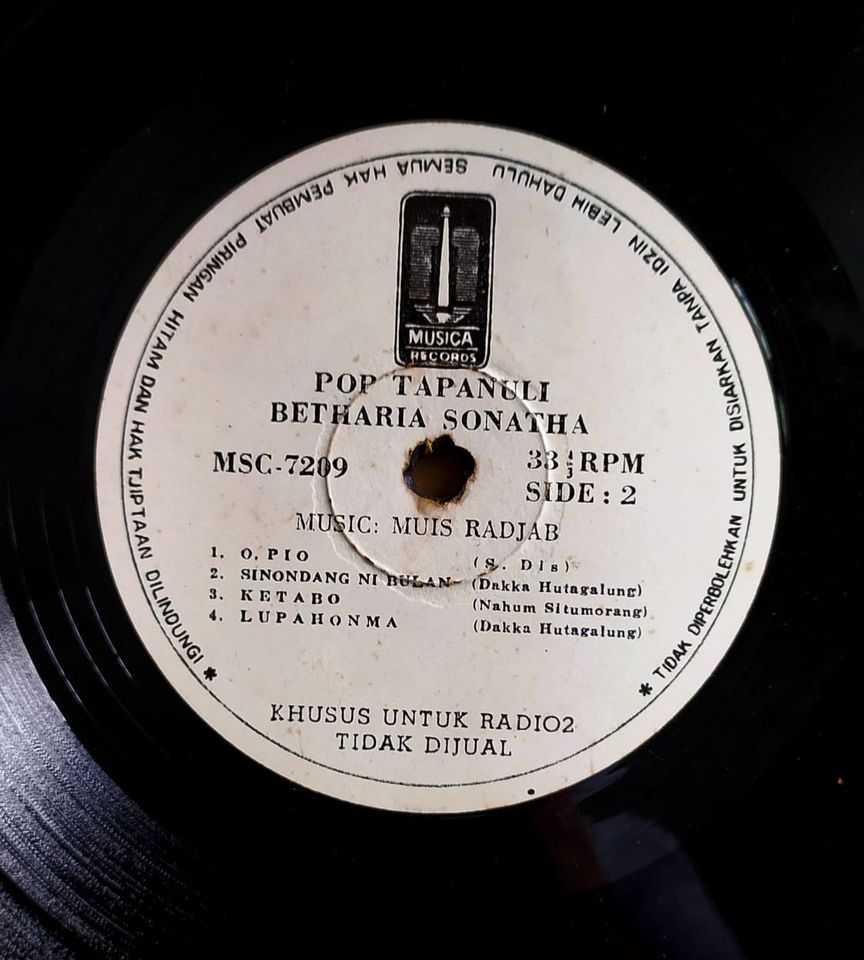 SEMUA HAK PEMBUAT PIRINGAN HITAM DAN HAK TJIPTAAN DILINDUNGI *
* TIDAK DIPERBOLEHKAN UNTUK DISIARKAN TANPA IDZIN LEBIH DAHULU
MUSICA
RECORDS
POP TAPANULI
BETHARIA SONATHA
MSC-7209 33 1/3 RPM
SIDE : 2
MUSIC: MUIS RADJAB
1. O, PIO (S. Dis)
2. SINONDANG NI BULAN (Dakka Hutagalung)
3. KETABO (Nahum Situmorang)
4. LUPAHONMA (Dakka Hutagalung)
KHUSUS UNTUK RADIO2
TIDAK DIJUAL